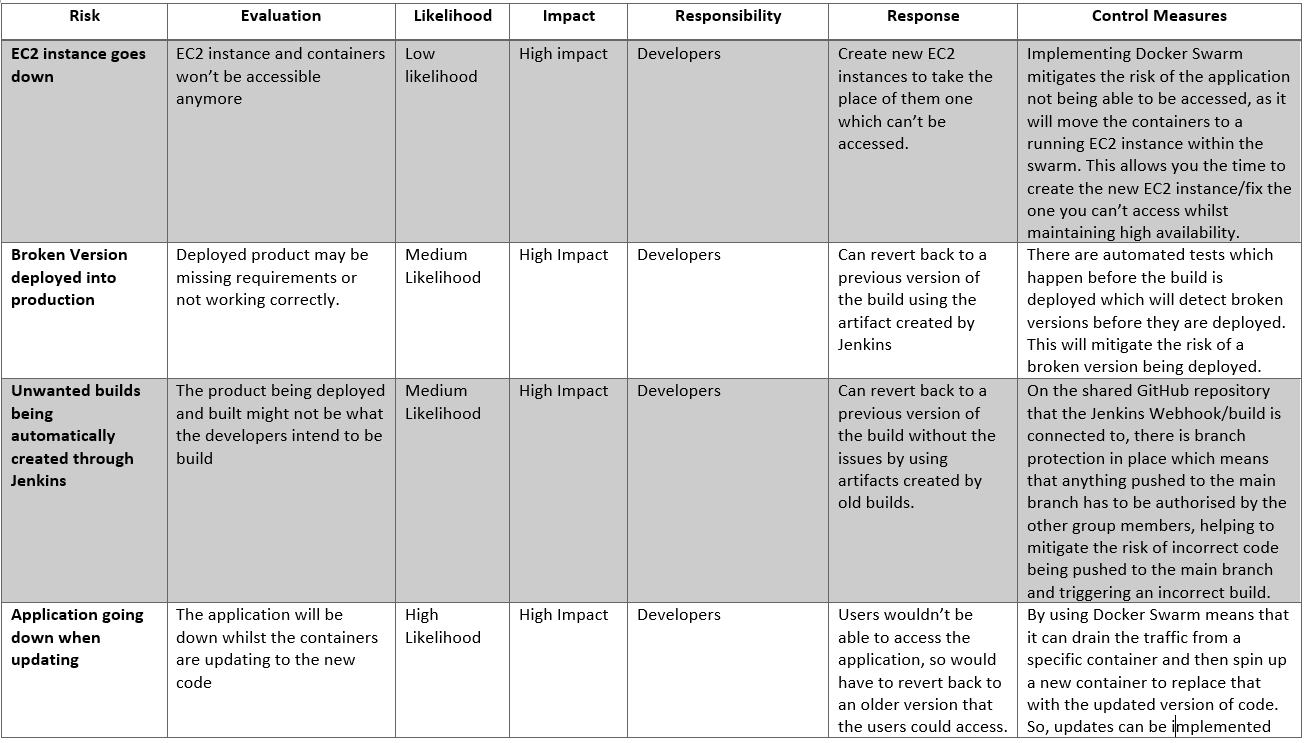 Risk
Evaluation
Likelihood
Impact
Responsibility
Response
Control Measures
EC2 instance goes
down
EC2 instance and containers
won't be accessible
anymore
Low
likelihood
High impact
Developers
Create new EC2
instances to take the
place of them one
which can't be
accessed.
Implementing Docker Swarm
mitigates the risk of the application
not being able to be accessed, as it
will move the containers to a
running EC2 instance within the
swarm. This allows you the time to
create the new EC2 instance/fix the
one you can't access whilst
maintaining high availability.
Broken Version
deployed into
production
Deployed product may be
missing requirements or
not working correctly.
Medium
Likelihood
High Impact
Developers
Can revert back to a
previous version of
the build using the
artifact created by
Jenkins
There are automated tests which
happen before the build is
deployed which will detect broken
versions before they are deployed.
This will mitigate the risk of a
broken version being deployed.
Unwanted builds
being
automatically
created through
Jenkins
The product being deployed
and built might not be what
the developers intend to be
build
Medium
Likelihood
High Impact
Developers
Can revert back to a
previous version of
the build without the
issues by using
artifacts created by
old builds.
On the shared GitHub repository
that the Jenkins Webhook/build is
connected to, there is branch
protection in place which means
that anything pushed to the main
branch has to be authorised by the
other group members, helping to
mitigate the risk of incorrect code
being pushed to the main branch
and triggering an incorrect build.
Application going
down when
updating
The application will be
down whilst the containers
are updating to the new
code
High
Likelihood
High Impact
Developers
Users wouldn't be
able to access the
application, so would
have to revert back to
an older version that
the users could access.
By using Docker Swarm means that
it can drain the traffic from a
specific container and then spin up
a new container to replace that
with the updated version of code.
So, updates can be implemented